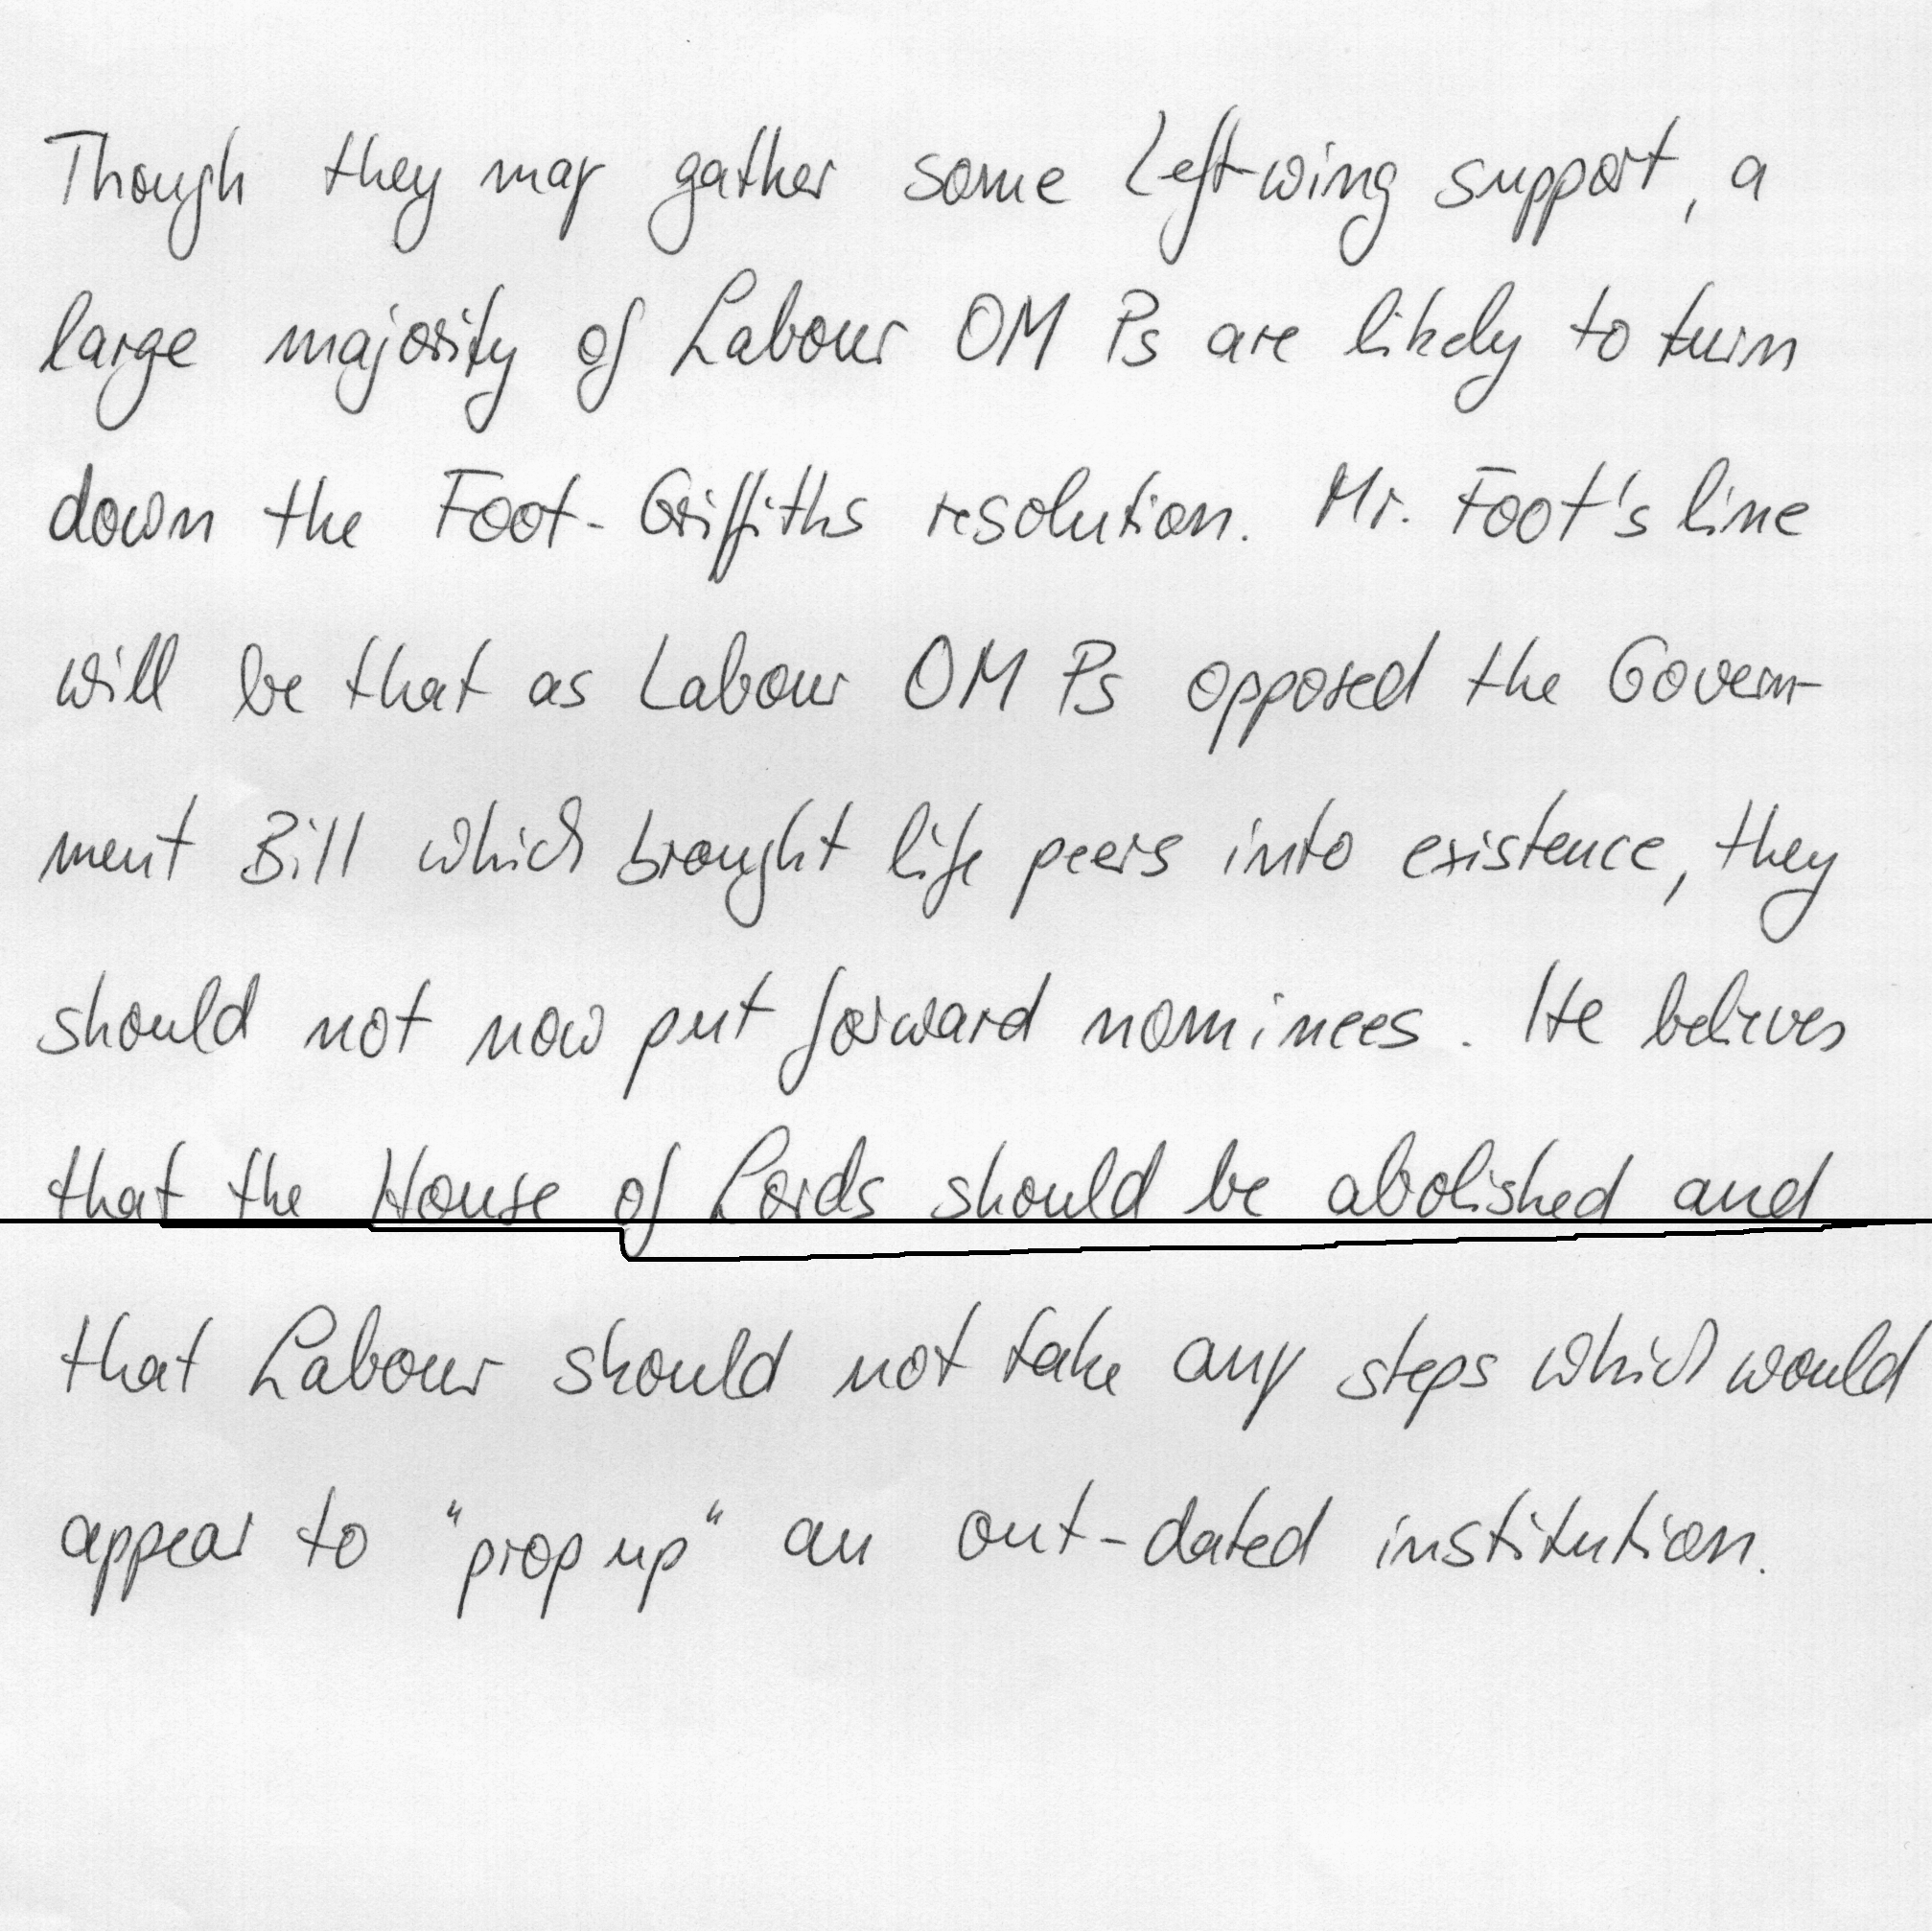 Though they may gather some Left-wing support, a
large majority of Labour OM Ps are likely to turn
down the Foot-Griffiths resolution. Mr. Foot's line
will be that as Labour OM Ps opposed the Govern-
ment Bill which brought life peers into existence, they
should not now put forward nominees. He believes
that the House of Lords should be abolished and
that Labour should not take any steps which would
appear to "prop up" an out-dated institution.